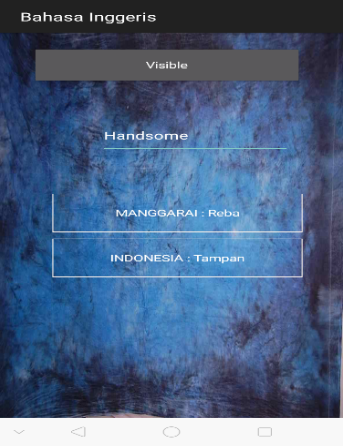 Bahasa Inggeris
Visible
Handsome
MANGGARAI : Reba
INDONESIA : Tampan